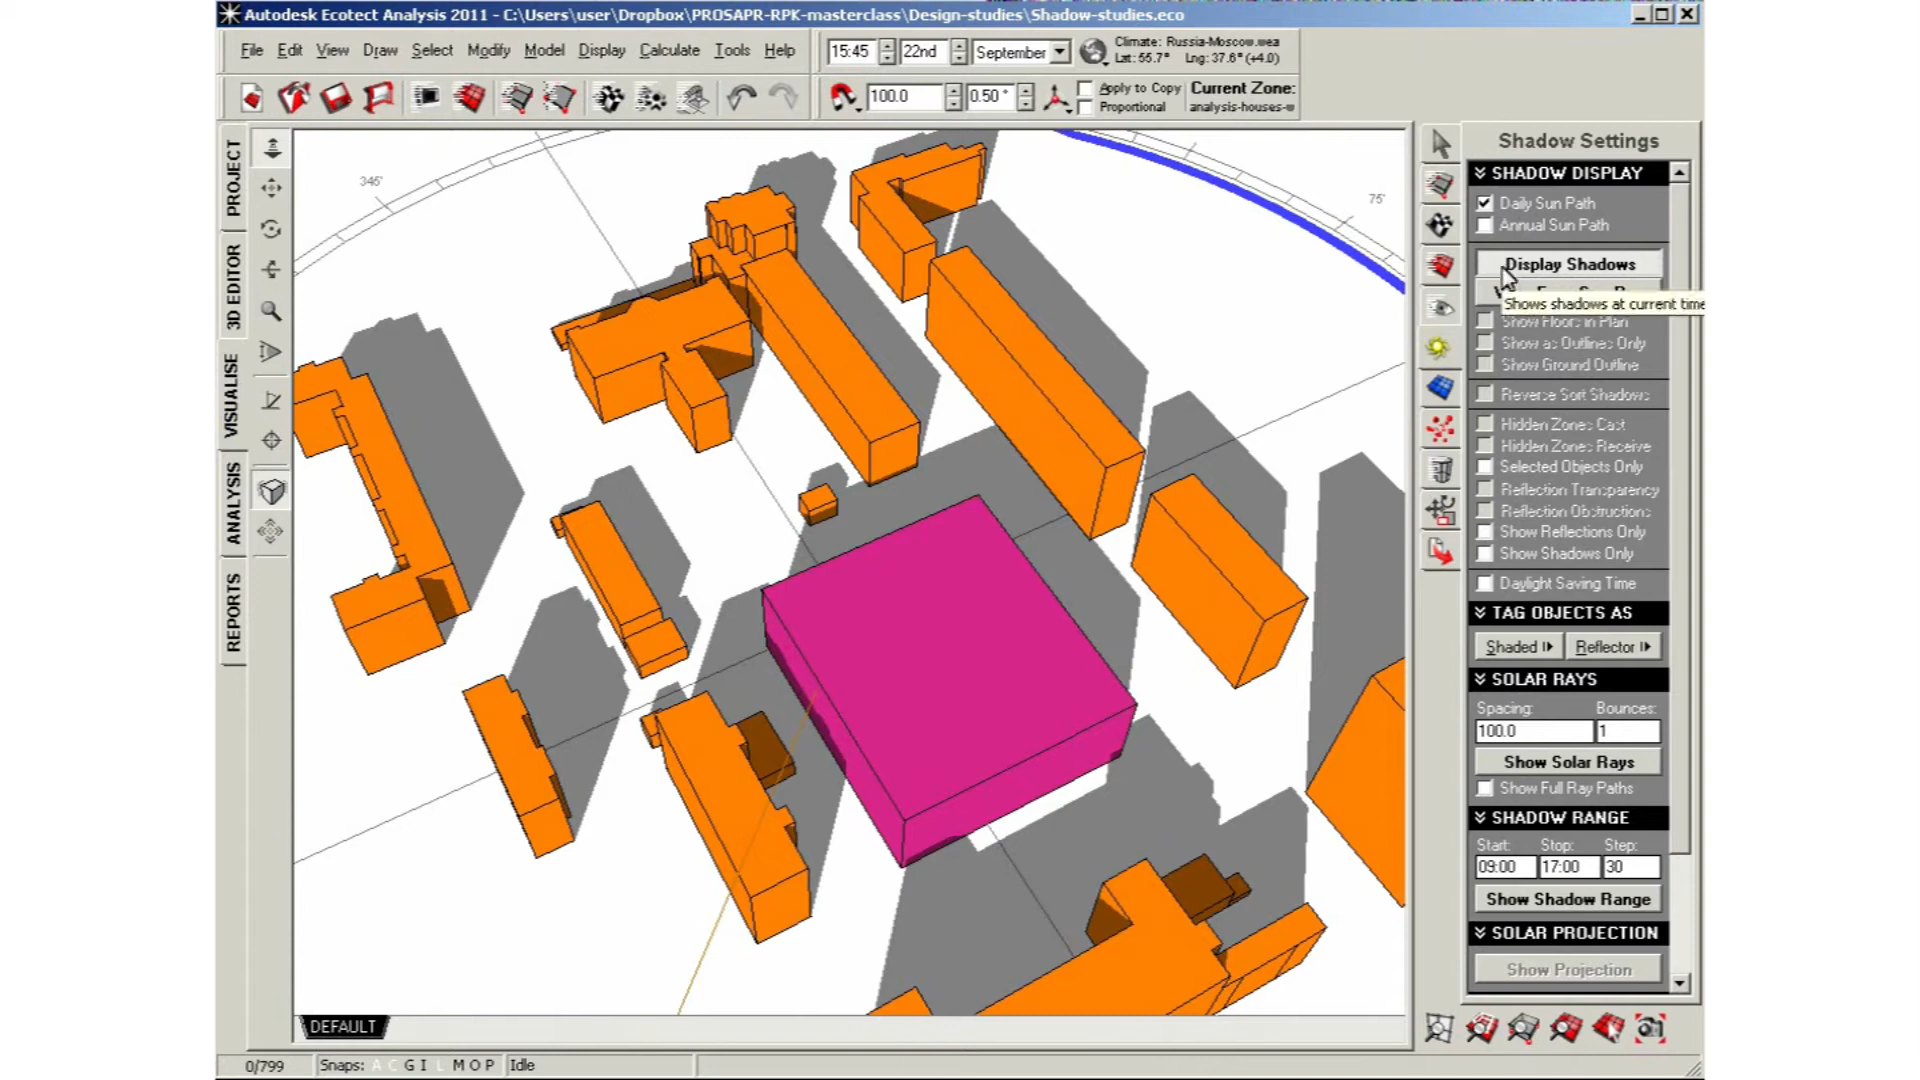 Autodesk Ecotect Analysis 2011 - C:\Users\user\Dropbox\PROSAPR-RPK-masterclass\Design-studies\Shadow-studies.eco
File Edit View Draw Select Modify Model Display Calculate Tools Help
15:45 22nd September
Climate: Russia-Moscow.wea
Lat: 55.7° Lng: 37.6° (+4.0)
100.0 0.50 °
Apply to Copy
Proportional
Current Zone:
analysis-houses-w
PROJECT
3D EDITOR
VISUALISE
ANALYSIS
REPORTS
345°
75°
Shadow Settings
SHADOW DISPLAY
Daily Sun Path
Annual Sun Path
Display Shadows
Shows shadows at current time
Show Floors in Plan
Show as Outlines Only
Show Ground Outline
Reverse Sort Shadows
Hidden Zones Cast
Hidden Zones Receive
Selected Objects Only
Reflection Transparency
Reflection Obstructions
Show Reflections Only
Show Shadows Only
Daylight Saving Time
TAG OBJECTS AS
Shaded Reflector
SOLAR RAYS
Spacing: Bounces:
100.0 1
Show Solar Rays
Show Full Ray Paths
SHADOW RANGE
Start: Stop: Step:
09:00 17:00 30
Show Shadow Range
SOLAR PROJECTION
Show Projection
DEFAULT
0/799 Snaps: A C G I L M O P Idle